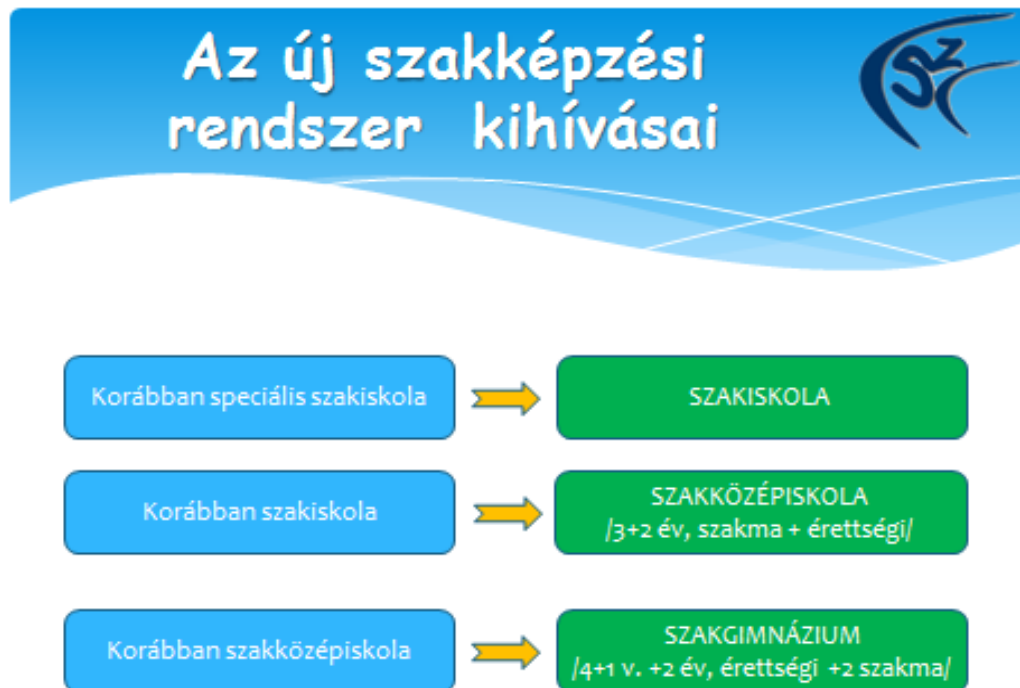 Az új szakképzési
rendszer kihívásai
SZC
Korábban speciális szakiskola
SZAKISKOLA
Korábban szakiskola
SZAKKÖZÉPISKOLA
/3+2 év, szakma + érettségi/
Korábban szakközépiskola
SZAKGIMNÁZIUM
/4+1 v. +2 év, érettségi +2 szakma/